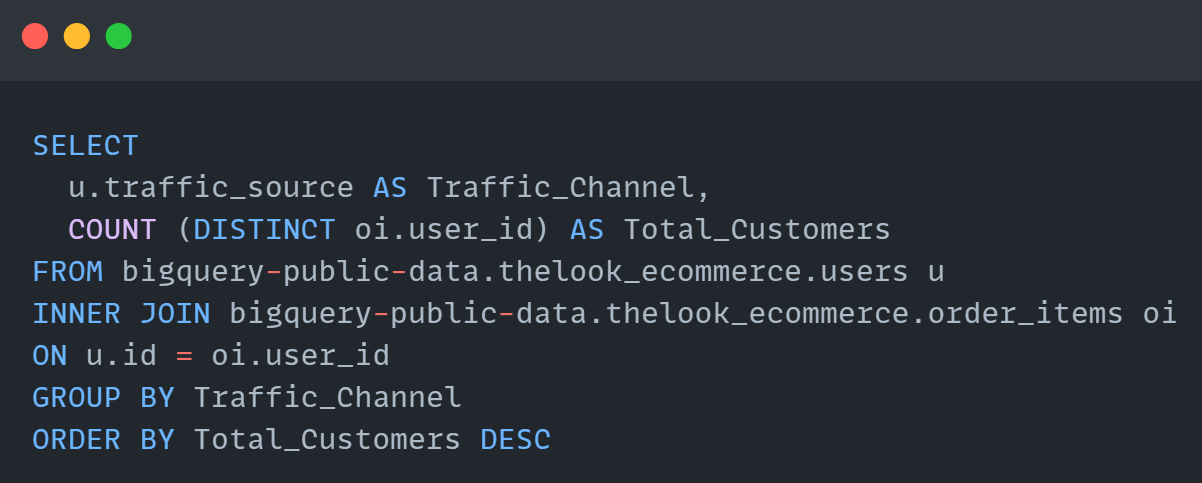 SELECT
  u.traffic_source AS Traffic_Channel,
  COUNT (DISTINCT oi.user_id) AS Total_Customers
FROM bigquery-public-data.thelook_ecommerce.users u
INNER JOIN bigquery-public-data.thelook_ecommerce.order_items oi
ON u.id = oi.user_id
GROUP BY Traffic_Channel
ORDER BY Total_Customers DESC